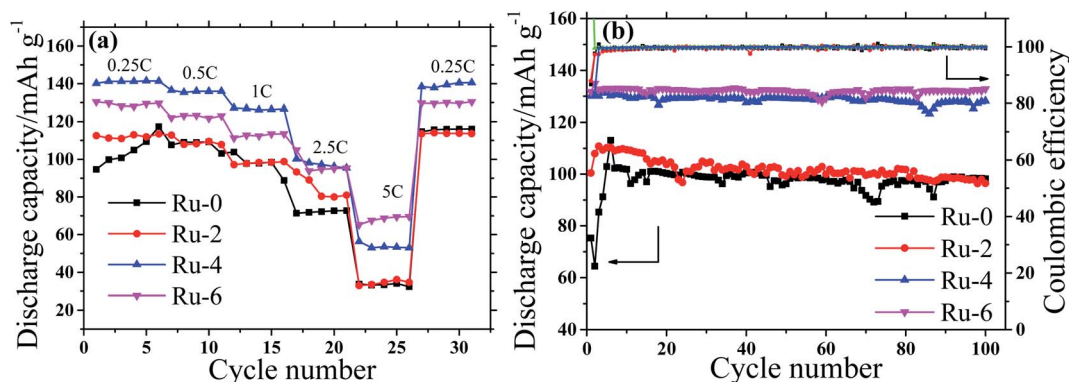 (a)
0.25C
0.5C
1C
2.5C
5C
0.25C
Ru-0
Ru-2
Ru-4
Ru-6
160
140
120
100
80
60
40
20
0 5 10 15 20 25 30
Cycle number
Discharge capacity/mAh g⁻¹
(b)
Ru-0
Ru-2
Ru-4
Ru-6
160
140
120
100
80
60
40
0 20 40 60 80 100
Cycle number
Discharge capacity/mAh g⁻¹
100
80
60
40
20
0
Coulombic efficiency